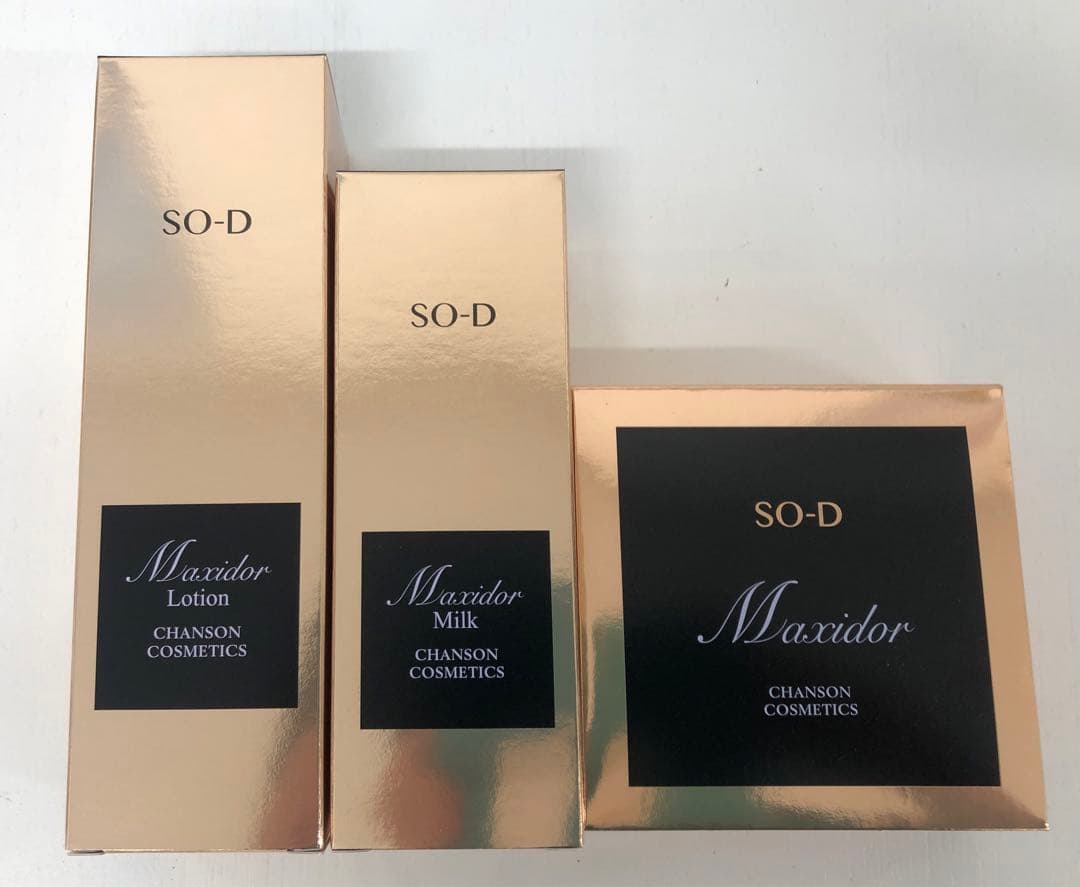 SO-D
Maxidor
Lotion
CHANSON
COSMETICS
SO-D
Maxidor
Milk
CHANSON
COSMETICS
SO-D
Maxidor
CHANSON
COSMETICS